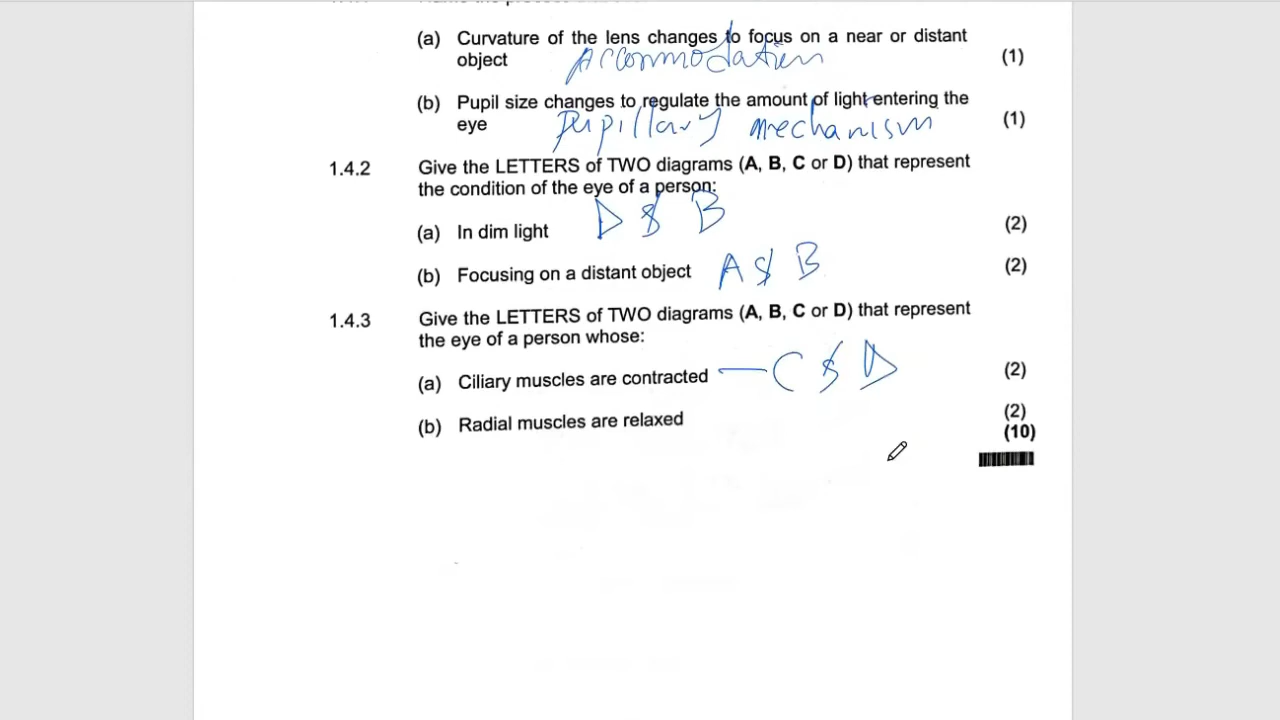 (a) Curvature of the lens changes to focus on a near or distant
object Accommodation (1)
(b) Pupil size changes to regulate the amount of light entering the
eye Pupillary mechanism (1)
1.4.2 Give the LETTERS of TWO diagrams (A, B, C or D) that represent
the condition of the eye of a person:
(a) In dim light D & B (2)
(b) Focusing on a distant object A & B (2)
1.4.3 Give the LETTERS of TWO diagrams (A, B, C or D) that represent
the eye of a person whose:
(a) Ciliary muscles are contracted — C & D (2)
(b) Radial muscles are relaxed (2)
(10)